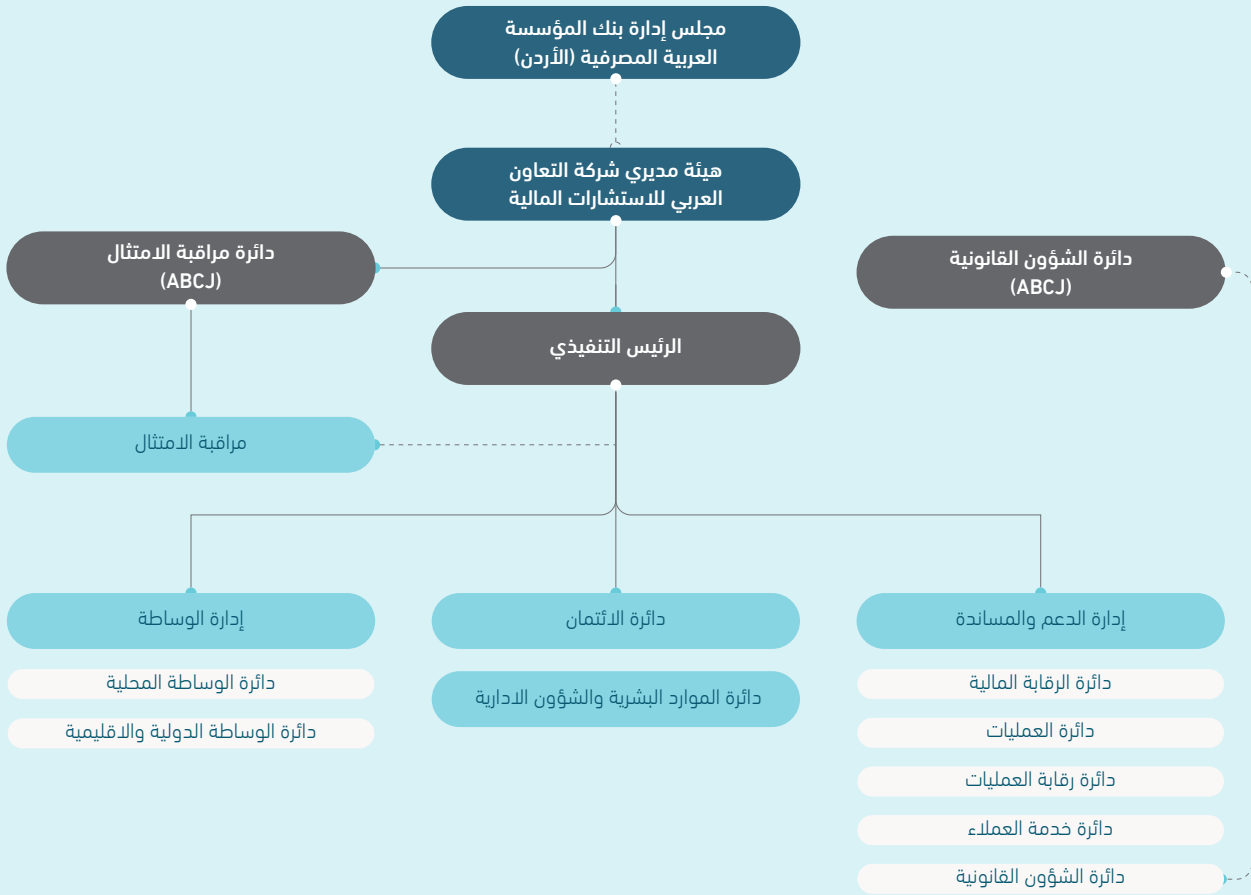 مجلس إدارة بنك المؤسسة
العربية المصرفية (الأردن)
هيئة مديري شركة التعاون
العربي للاستشارات المالية
دائرة الشؤون القانونية
(ABCJ)
دائرة مراقبة الامتثال
(ABCJ)
الرئيس التنفيذي
مراقبة الامتثال
إدارة الدعم والمساندة
دائرة الرقابة المالية
دائرة العمليات
دائرة رقابة العمليات
دائرة خدمة العملاء
دائرة الشؤون القانونية
دائرة الائتمان
دائرة الموارد البشرية والشؤون الادارية
إدارة الوساطة
دائرة الوساطة المحلية
دائرة الوساطة الدولية والاقليمية